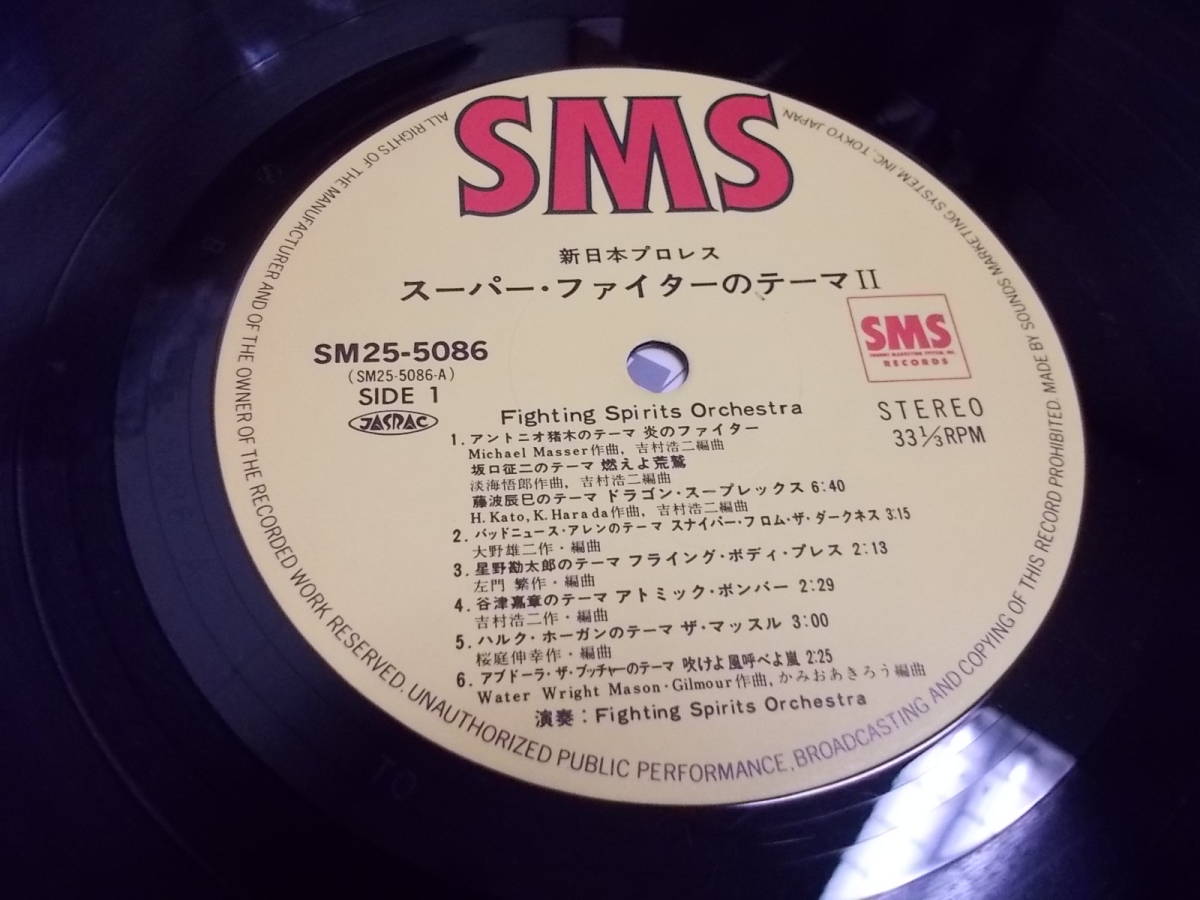 SMS
新日本プロレス
スーパー・ファイターのテーマII
SM25-5086
(SM25-5086-A)
SIDE 1
JASRAC
SMS
SOUNDS MARKETING SYSTEM, INC.
RECORDS
STEREO
33 1/3 RPM
Fighting Spirits Orchestra
1. アントニオ猪木のテーマ 炎のファイター
Michael Masser作曲, 吉村浩二編曲
坂口征二のテーマ 燃えよ荒鷲
淡海悟郎作曲, 吉村浩二編曲
藤波辰巳のテーマ ドラゴン・スープレックス 6:40
H. Kato, K. Harada作曲, 吉村浩二編曲
2. バッドニュース・アレンのテーマ スナイパー・フロム・ザ・ダークネス 3:15
大野雄二作・編曲
3. 星野勘太郎のテーマ フライング・ボディ・プレス 2:13
左門 繁作・編曲
4. 谷津嘉章のテーマ アトミック・ボンバー 2:29
吉村浩二作・編曲
5. ハルク・ホーガンのテーマ ザ・マッスル 3:00
桜庭伸幸作・編曲
6. アブドーラ・ザ・ブッチャーのテーマ 吹けよ風呼べよ嵐 2:25
Water Wright Mason・Gilmour作曲, かみおあきろう編曲
演奏: Fighting Spirits Orchestra
ALL RIGHTS OF THE MANUFACTURER AND OF THE OWNER OF THE RECORDED WORK RESERVED. UNAUTHORIZED PUBLIC PERFORMANCE, BROADCASTING AND COPYING OF THIS RECORD PROHIBITED. MADE BY SOUNDS MARKETING SYSTEM, INC., TOKYO JAPAN